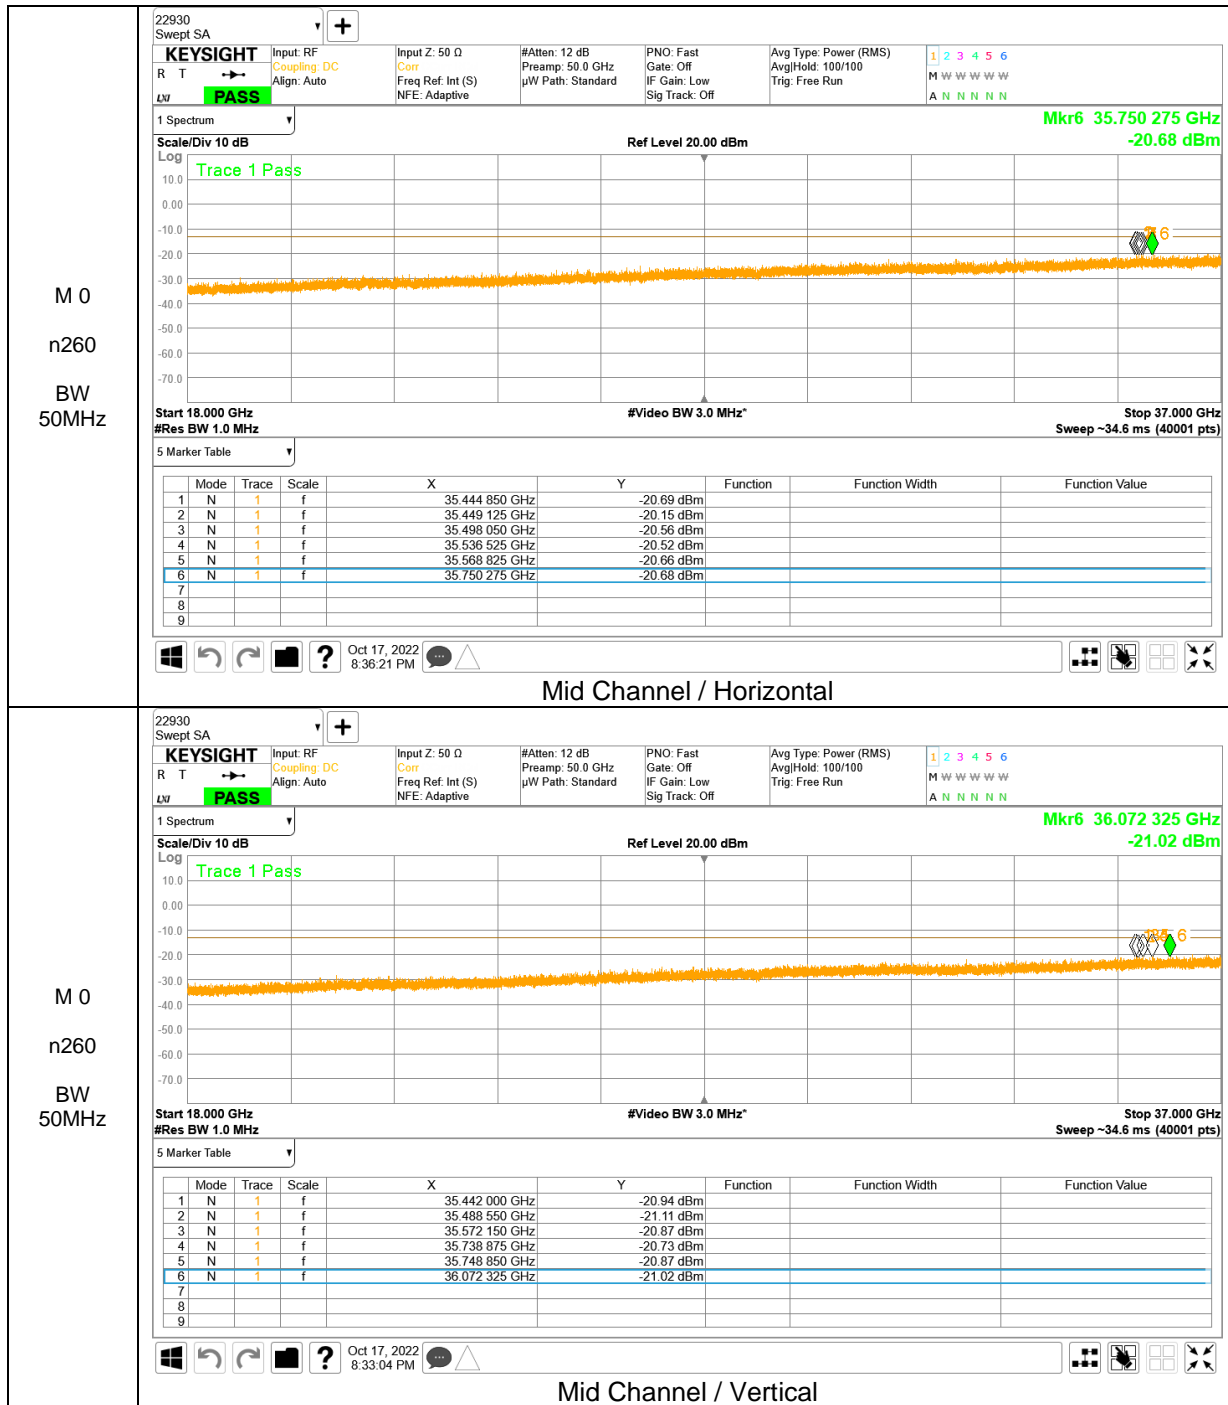 M 0
n260
BW
50MHz
22930
Swept SA
KEYSIGHT
R T
LXI
PASS
Input: RF
Coupling: DC
Align: Auto
Input Z: 50 Ω
Corr
Freq Ref: Int (S)
NFE: Adaptive
#Atten: 12 dB
Preamp: 50.0 GHz
µW Path: Standard
PNO: Fast
Gate: Off
IF Gain: Low
Sig Track: Off
Avg Type: Power (RMS)
Avg|Hold: 100/100
Trig: Free Run
1 2 3 4 5 6
M W W W W W
A N N N N N
1 Spectrum
Mkr6 35.750 275 GHz
Scale/Div 10 dB
Ref Level 20.00 dBm
-20.68 dBm
Log
Trace 1 Pass
10.0
0.00
-10.0
-20.0
-30.0
-40.0
-50.0
-60.0
-70.0
6
Start 18.000 GHz
#Video BW 3.0 MHz*
Stop 37.000 GHz
#Res BW 1.0 MHz
Sweep ~34.6 ms (40001 pts)
5 Marker Table
Mode Trace Scale X Y Function Function Width Function Value
1 N 1 f 35.444 850 GHz -20.69 dBm
2 N 1 f 35.449 125 GHz -20.15 dBm
3 N 1 f 35.498 050 GHz -20.56 dBm
4 N 1 f 35.536 525 GHz -20.52 dBm
5 N 1 f 35.568 825 GHz -20.66 dBm
6 N 1 f 35.750 275 GHz -20.68 dBm
7
8
9
?
Oct 17, 2022
8:36:21 PM
Mid Channel / Horizontal
M 0
n260
BW
50MHz
22930
Swept SA
KEYSIGHT
R T
LXI
PASS
Input: RF
Coupling: DC
Align: Auto
Input Z: 50 Ω
Corr
Freq Ref: Int (S)
NFE: Adaptive
#Atten: 12 dB
Preamp: 50.0 GHz
µW Path: Standard
PNO: Fast
Gate: Off
IF Gain: Low
Sig Track: Off
Avg Type: Power (RMS)
Avg|Hold: 100/100
Trig: Free Run
1 2 3 4 5 6
M W W W W W
A N N N N N
1 Spectrum
Mkr6 36.072 325 GHz
Scale/Div 10 dB
Ref Level 20.00 dBm
-21.02 dBm
Log
Trace 1 Pass
10.0
0.00
-10.0
-20.0
-30.0
-40.0
-50.0
-60.0
-70.0
6
Start 18.000 GHz
#Video BW 3.0 MHz*
Stop 37.000 GHz
#Res BW 1.0 MHz
Sweep ~34.6 ms (40001 pts)
5 Marker Table
Mode Trace Scale X Y Function Function Width Function Value
1 N 1 f 35.442 000 GHz -20.94 dBm
2 N 1 f 35.488 550 GHz -21.11 dBm
3 N 1 f 35.572 150 GHz -20.87 dBm
4 N 1 f 35.738 875 GHz -20.73 dBm
5 N 1 f 35.748 850 GHz -20.87 dBm
6 N 1 f 36.072 325 GHz -21.02 dBm
7
8
9
?
Oct 17, 2022
8:33:04 PM
Mid Channel / Vertical